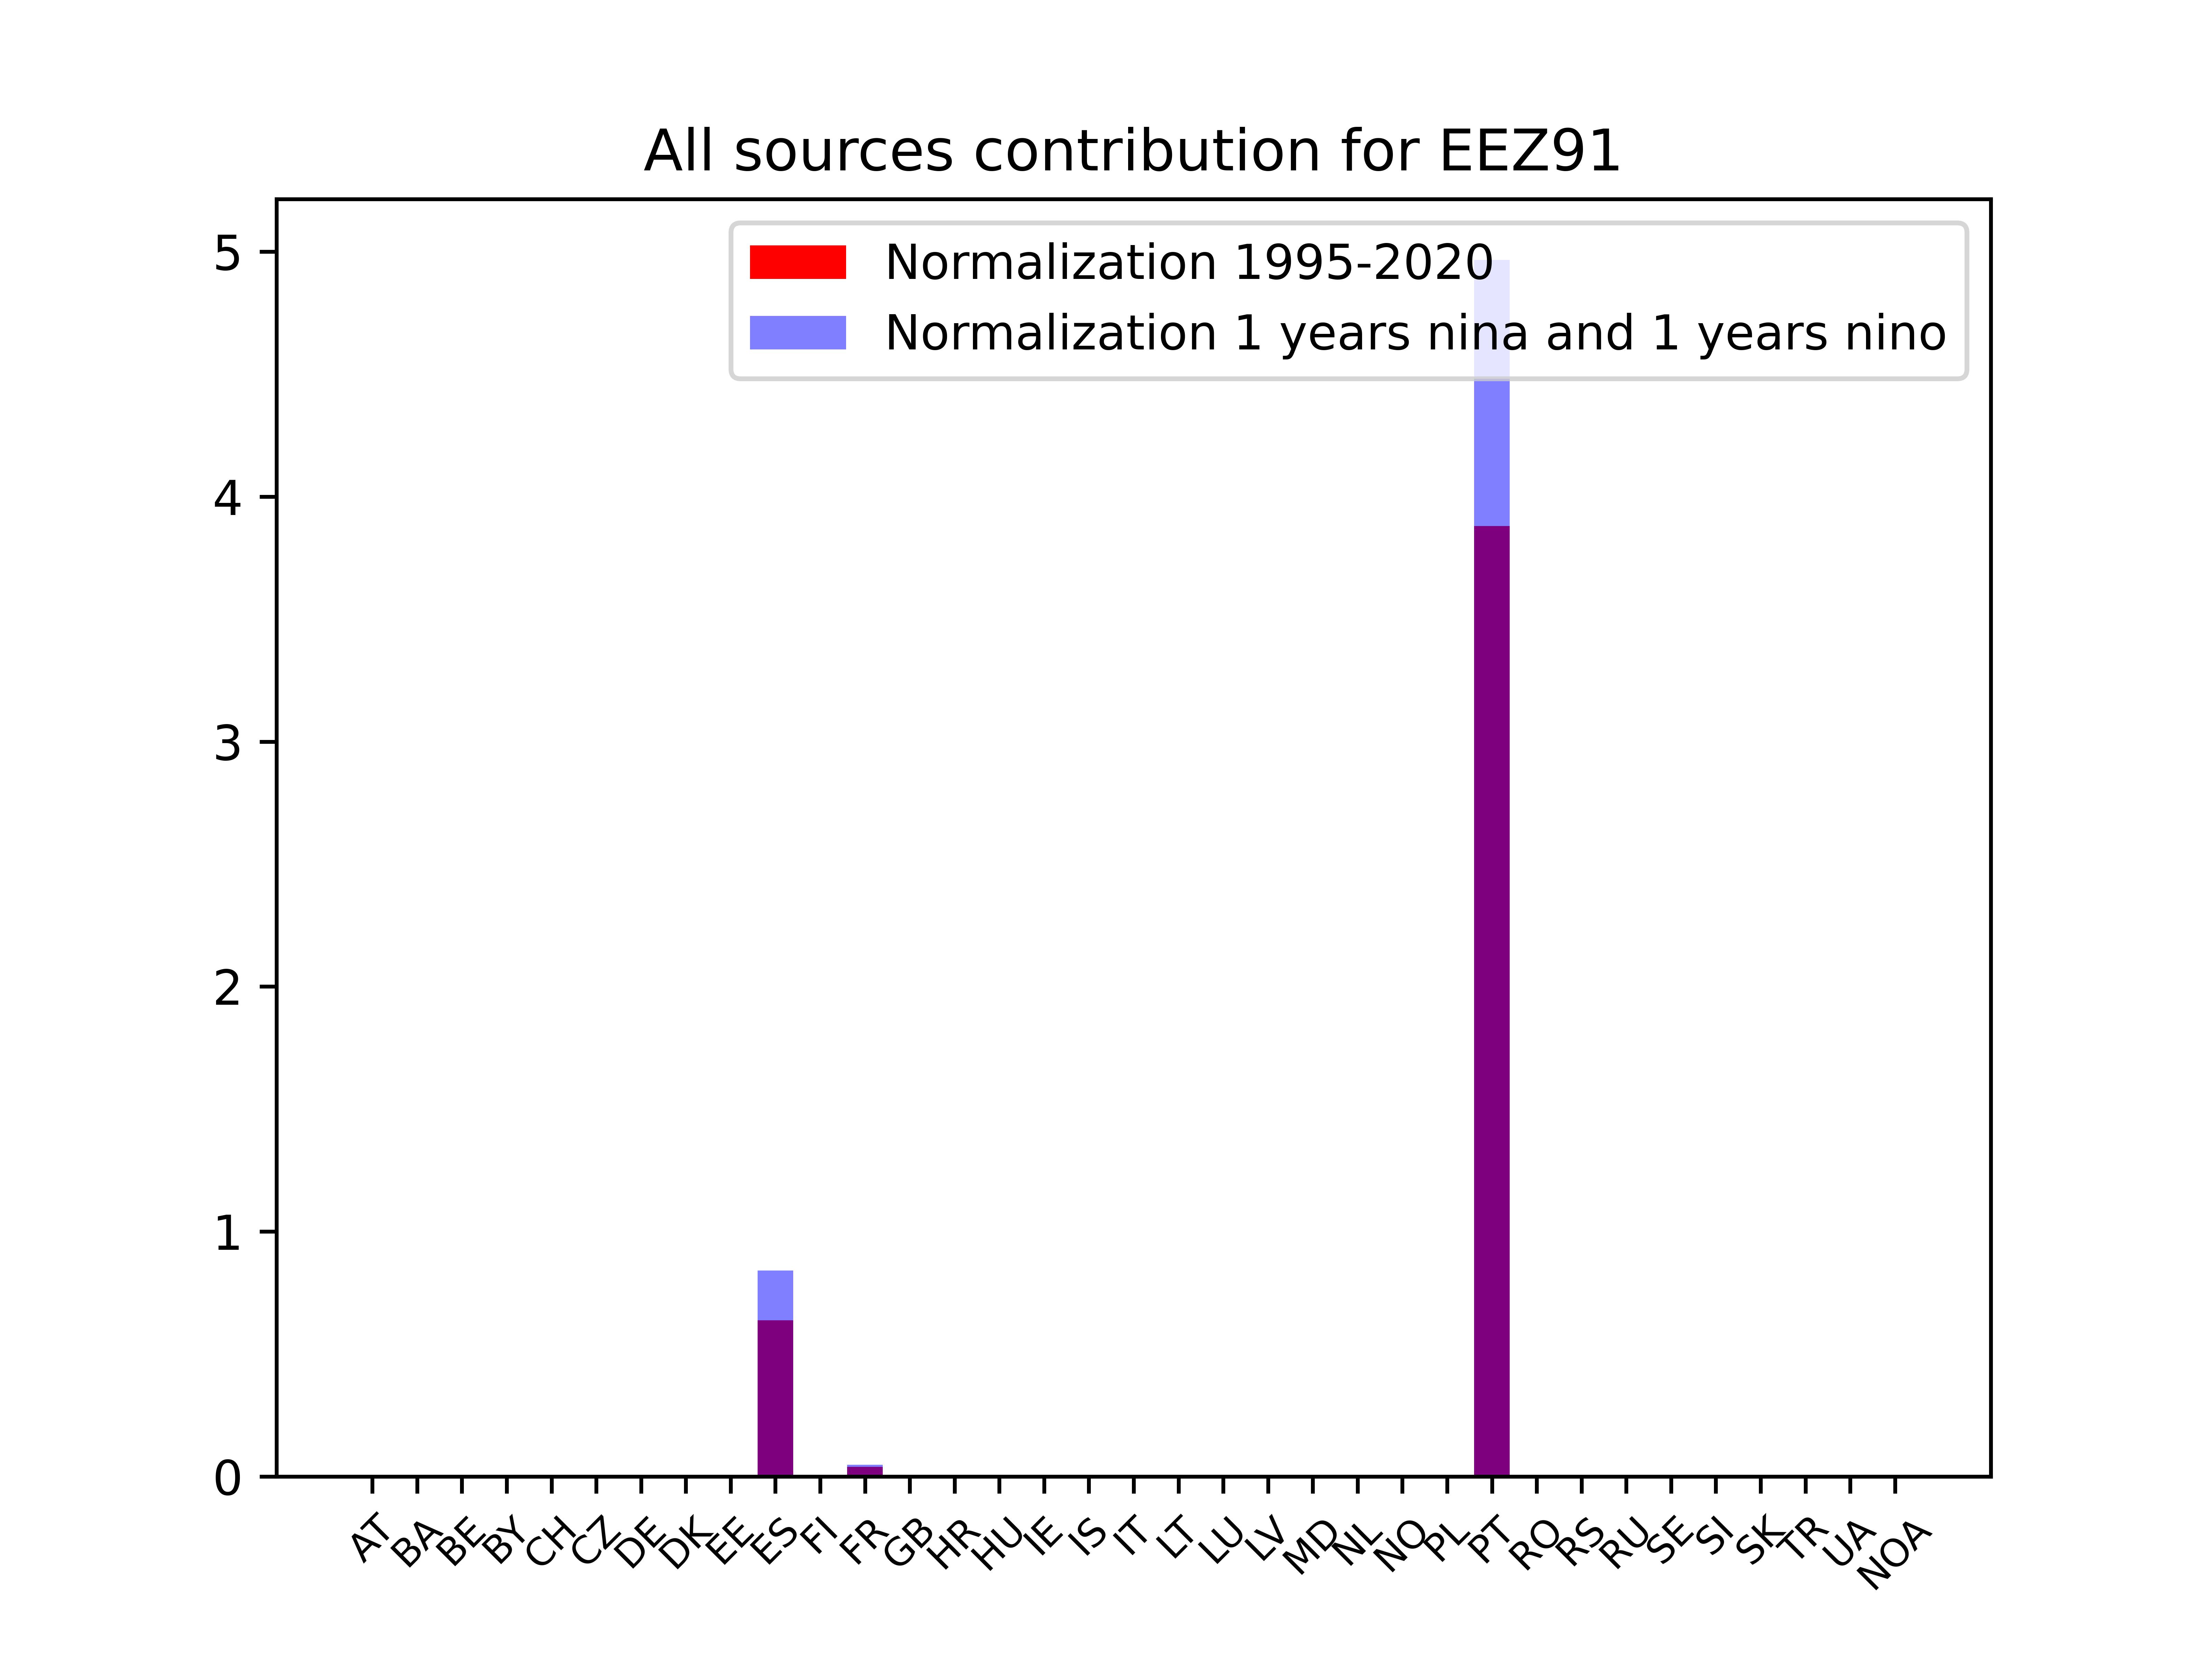 All sources contribution for EEZ91
Normalization 1995-2020
Normalization 1 years nina and 1 years nino
5
4
3
2
1
0
AT BA BE BY CH CZ DE DK EE ES FI FR GB HR HU IE IS IT LT LU LV MD NL NO PL PT RO RS RU SE SI SK TR UA NOA